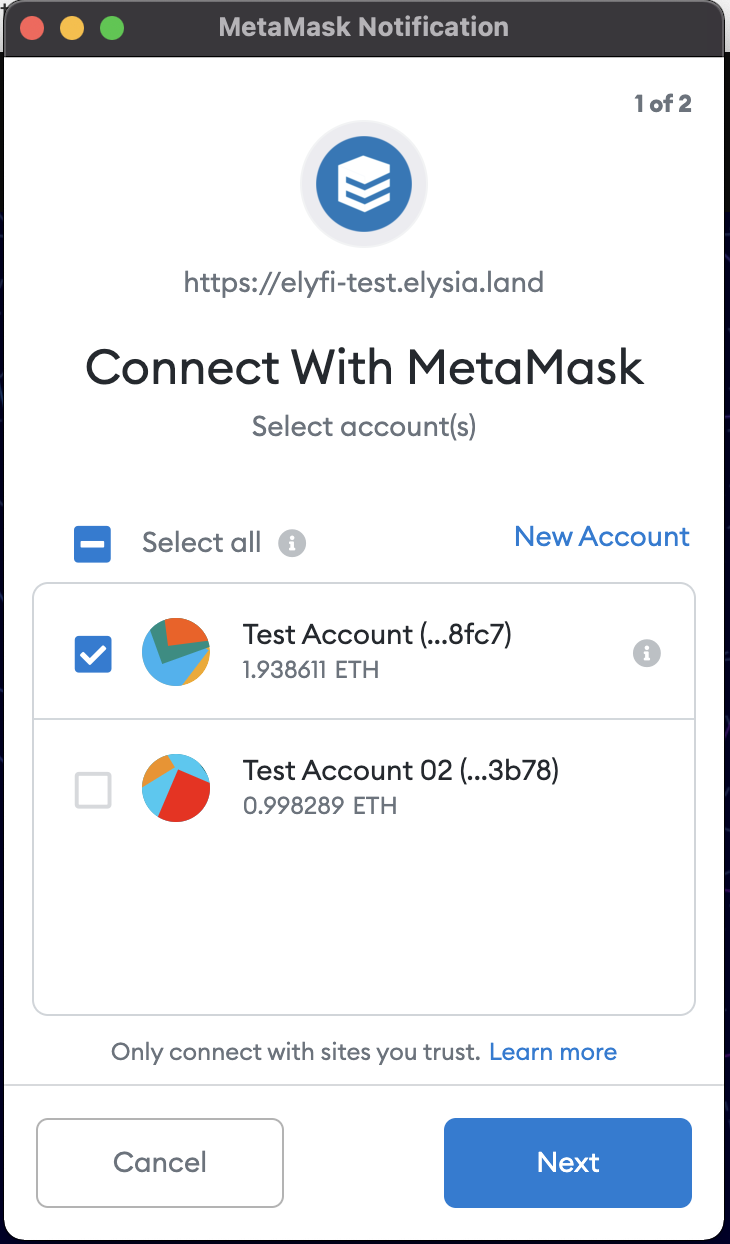 MetaMask Notification
1 of 2
https://elyfi-test.elysia.land
Connect With MetaMask
Select account(s)
Select all
New Account
Test Account (...8fc7)
1.938611 ETH
Test Account 02 (...3b78)
0.998289 ETH
Only connect with sites you trust. Learn more
Cancel
Next